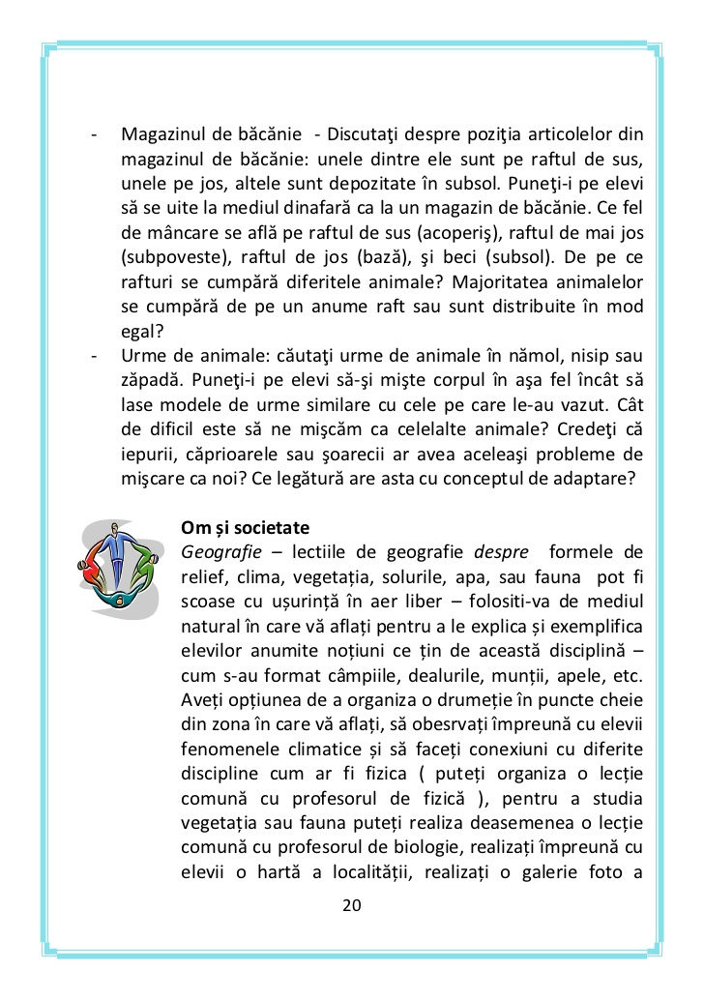 - Magazinul de băcănie - Discutaţi despre poziţia articolelor din
magazinul de băcănie: unele dintre ele sunt pe raftul de sus,
unele pe jos, altele sunt depozitate în subsol. Puneţi-i pe elevi
să se uite la mediul dinafară ca la un magazin de băcănie. Ce fel
de mâncare se află pe raftul de sus (acoperiş), raftul de mai jos
(subpoveste), raftul de jos (bază), şi beci (subsol). De pe ce
rafturi se cumpără diferitele animale? Majoritatea animalelor
se cumpără de pe un anume raft sau sunt distribuite în mod
egal?
- Urme de animale: căutaţi urme de animale în nămol, nisip sau
zăpadă. Puneţi-i pe elevi să-şi mişte corpul în aşa fel încât să
lase modele de urme similare cu cele pe care le-au vazut. Cât
de dificil este să ne mişcăm ca celelalte animale? Credeţi că
iepurii, căprioarele sau şoarecii ar avea aceleaşi probleme de
mişcare ca noi? Ce legătură are asta cu conceptul de adaptare?
Om și societate
Geografie – lectiile de geografie despre formele de
relief, clima, vegetația, solurile, apa, sau fauna pot fi
scoase cu ușurință în aer liber – folositi-va de mediul
natural în care vă aflați pentru a le explica și exemplifica
elevilor anumite noțiuni ce țin de această disciplină –
cum s-au format câmpiile, dealurile, munții, apele, etc.
Aveți opțiunea de a organiza o drumeție în puncte cheie
din zona în care vă aflați, să obesrvați împreună cu elevii
fenomenele climatice și să faceți conexiuni cu diferite
discipline cum ar fi fizica ( puteți organiza o lecție
comună cu profesorul de fizică ), pentru a studia
vegetația sau fauna puteți realiza deasemenea o lecție
comună cu profesorul de biologie, realizați împreună cu
elevii o hartă a localității, realizați o galerie foto a
20